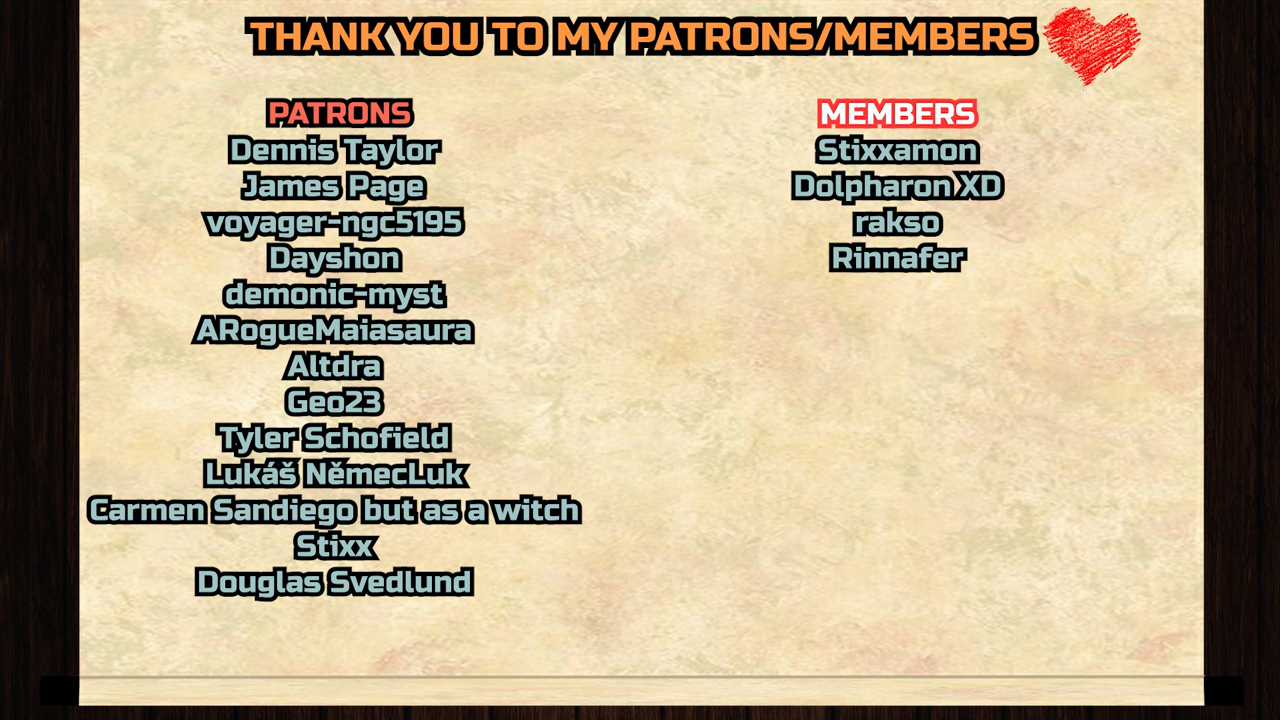 THANK YOU TO MY PATRONS/MEMBERS
PATRONS
Dennis Taylor
James Page
voyager-ngc5195
Dayshon
demonic-myst
ARogueMaiasaura
Altdra
Geo23
Tyler Schofield
Lukáš NěmecLuk
Carmen Sandiego but as a witch
Stixx
Douglas Svedlund
MEMBERS
Stixxamon
Dolpharon XD
rakso
Rinnafer